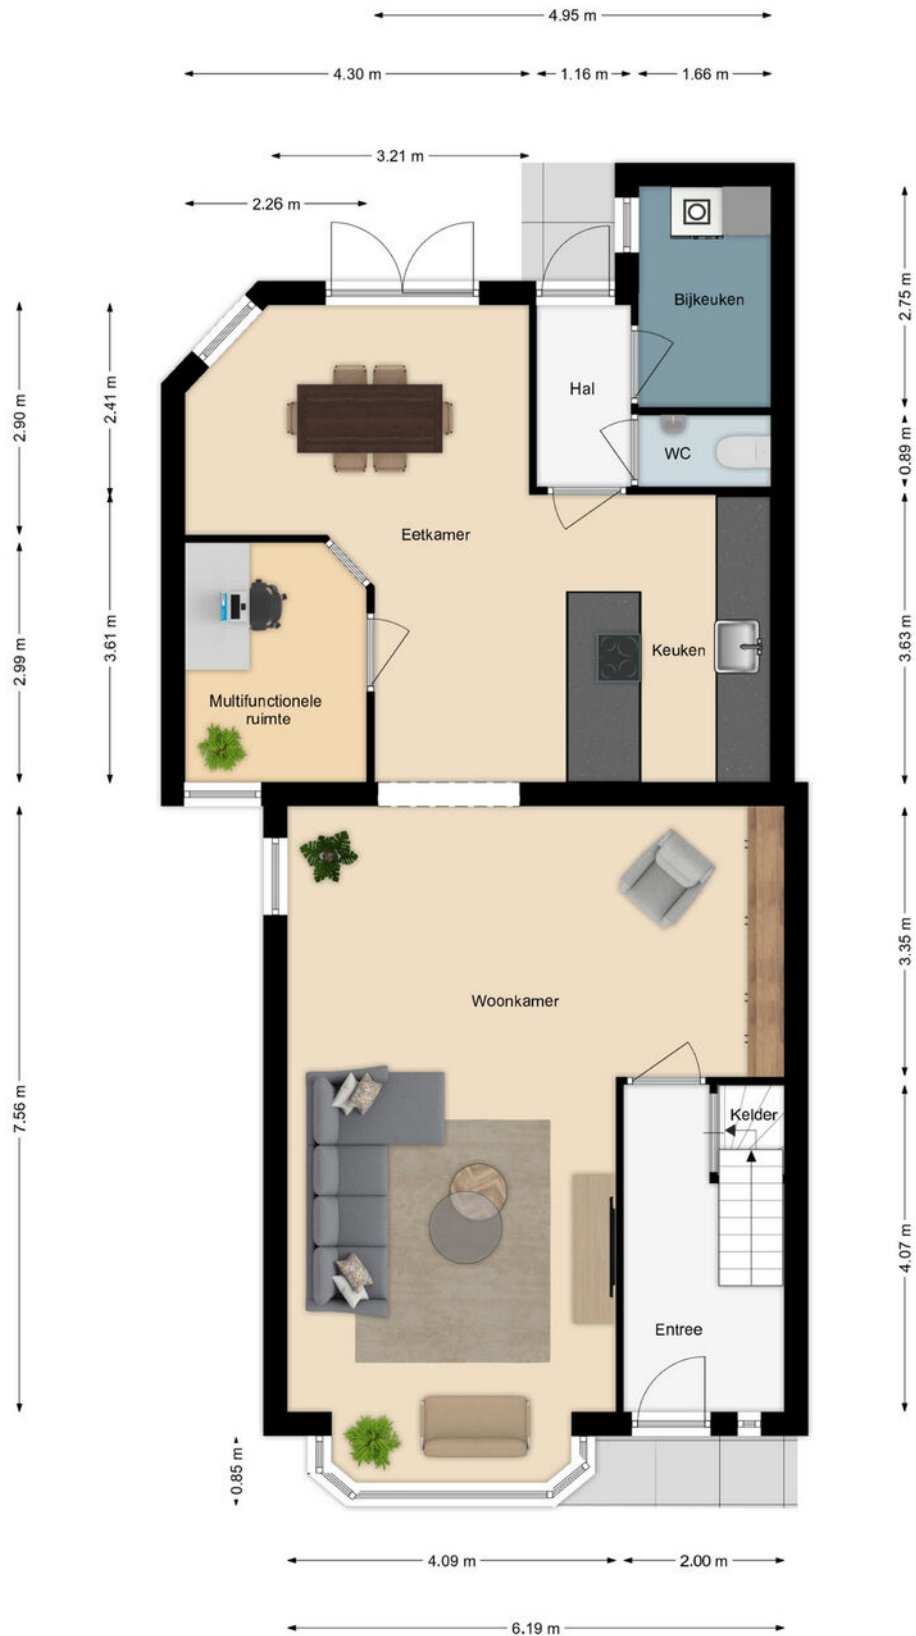 4.95 m
4.30 m
1.16 m
1.66 m
3.21 m
2.26 m
2.75 m
Bijkeuken
2.90 m
2.41 m
Hal
0.89 m
WC
Eetkamer
3.61 m
3.63 m
Keuken
2.99 m
Multifunctionele
ruimte
3.35 m
Woonkamer
7.56 m
Kelder
4.07 m
Entree
0.85 m
4.09 m
2.00 m
6.19 m